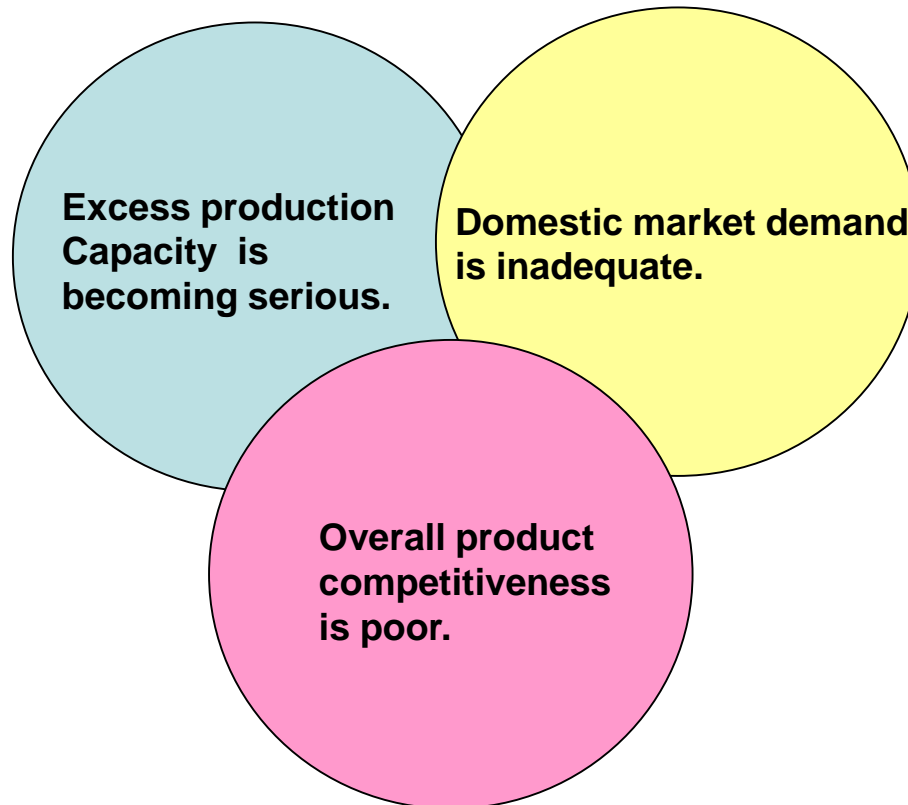 Excess production
Capacity  is
becoming serious.
Domestic market demand
is inadequate.
Overall product
competitiveness
is poor.